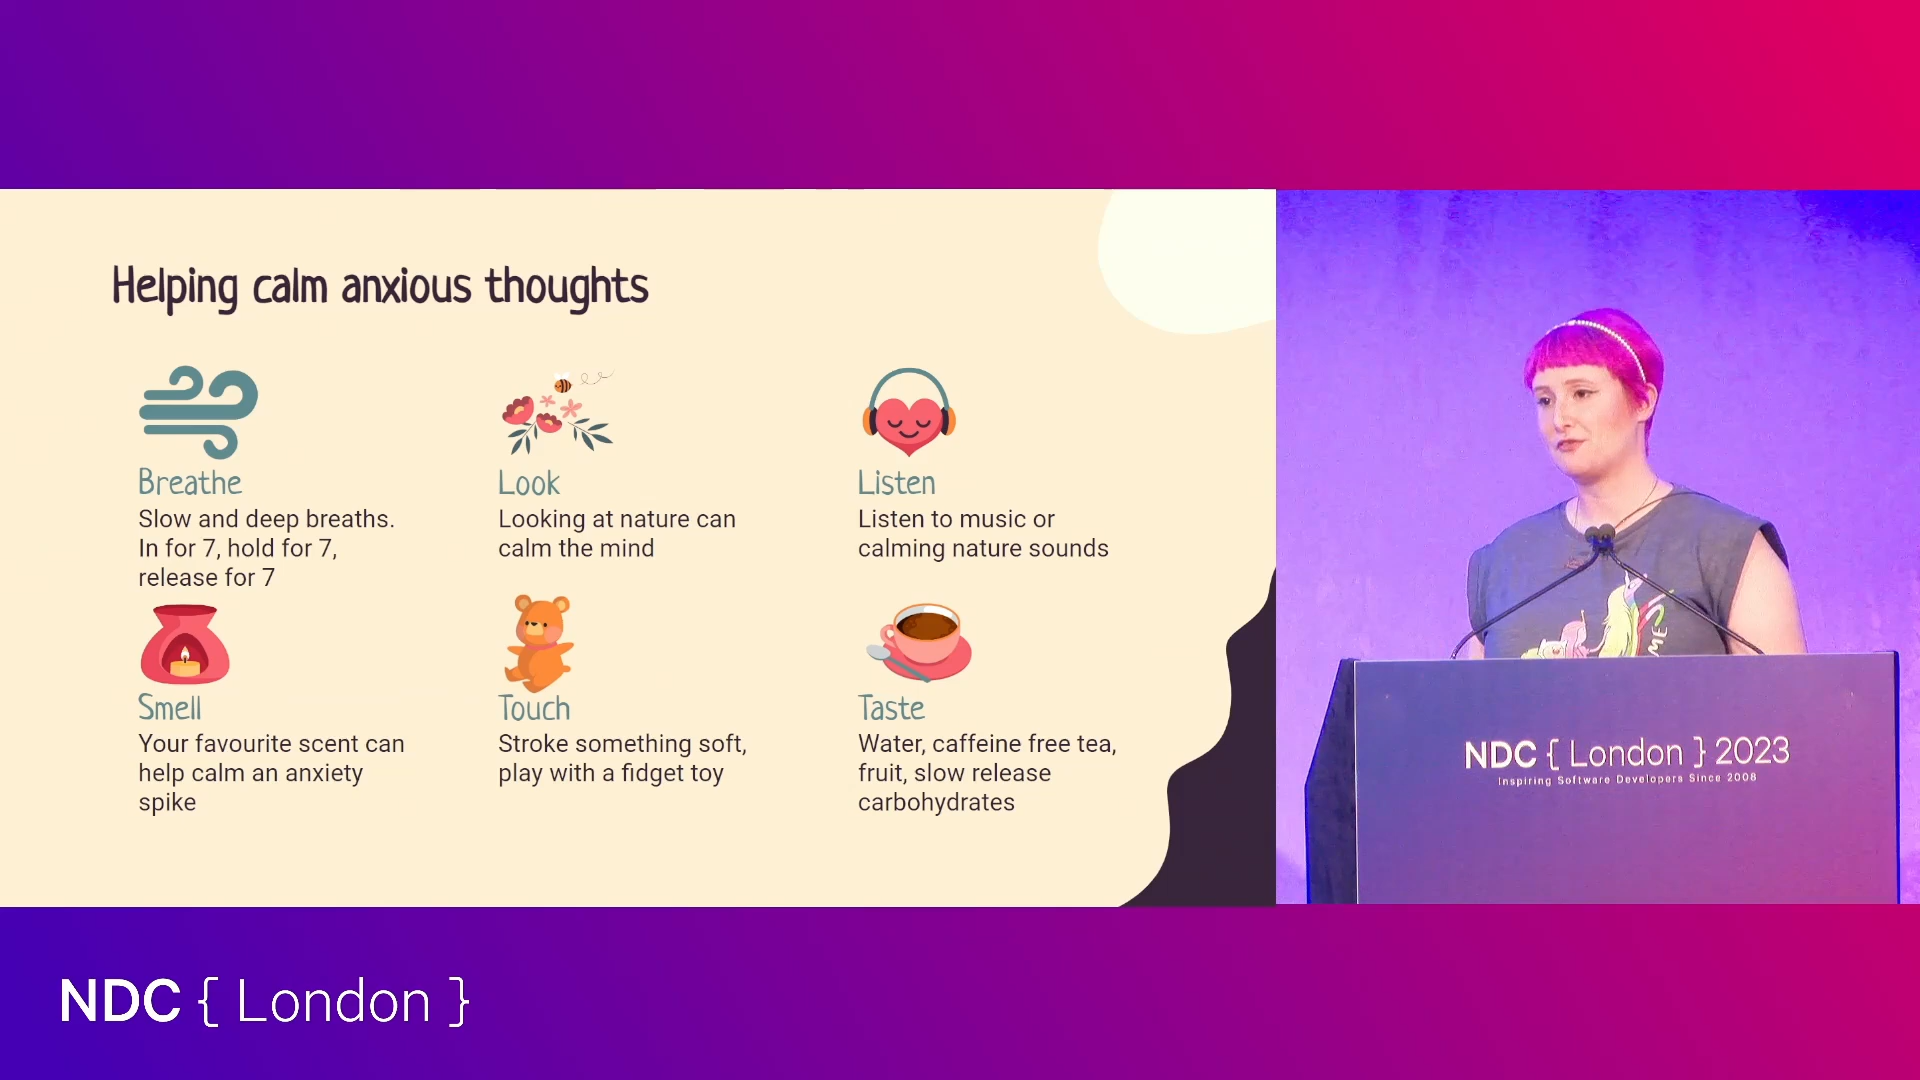 Helping calm anxious thoughts
Breathe
Slow and deep breaths.
In for 7, hold for 7,
release for 7
Look
Looking at nature can
calm the mind
Listen
Listen to music or
calming nature sounds
Smell
Your favourite scent can
help calm an anxiety
spike
Touch
Stroke something soft,
play with a fidget toy
Taste
Water, caffeine free tea,
fruit, slow release
carbohydrates
ME
NDC { London } 2023
Inspiring Software Developers Since 2008
NDC { London }